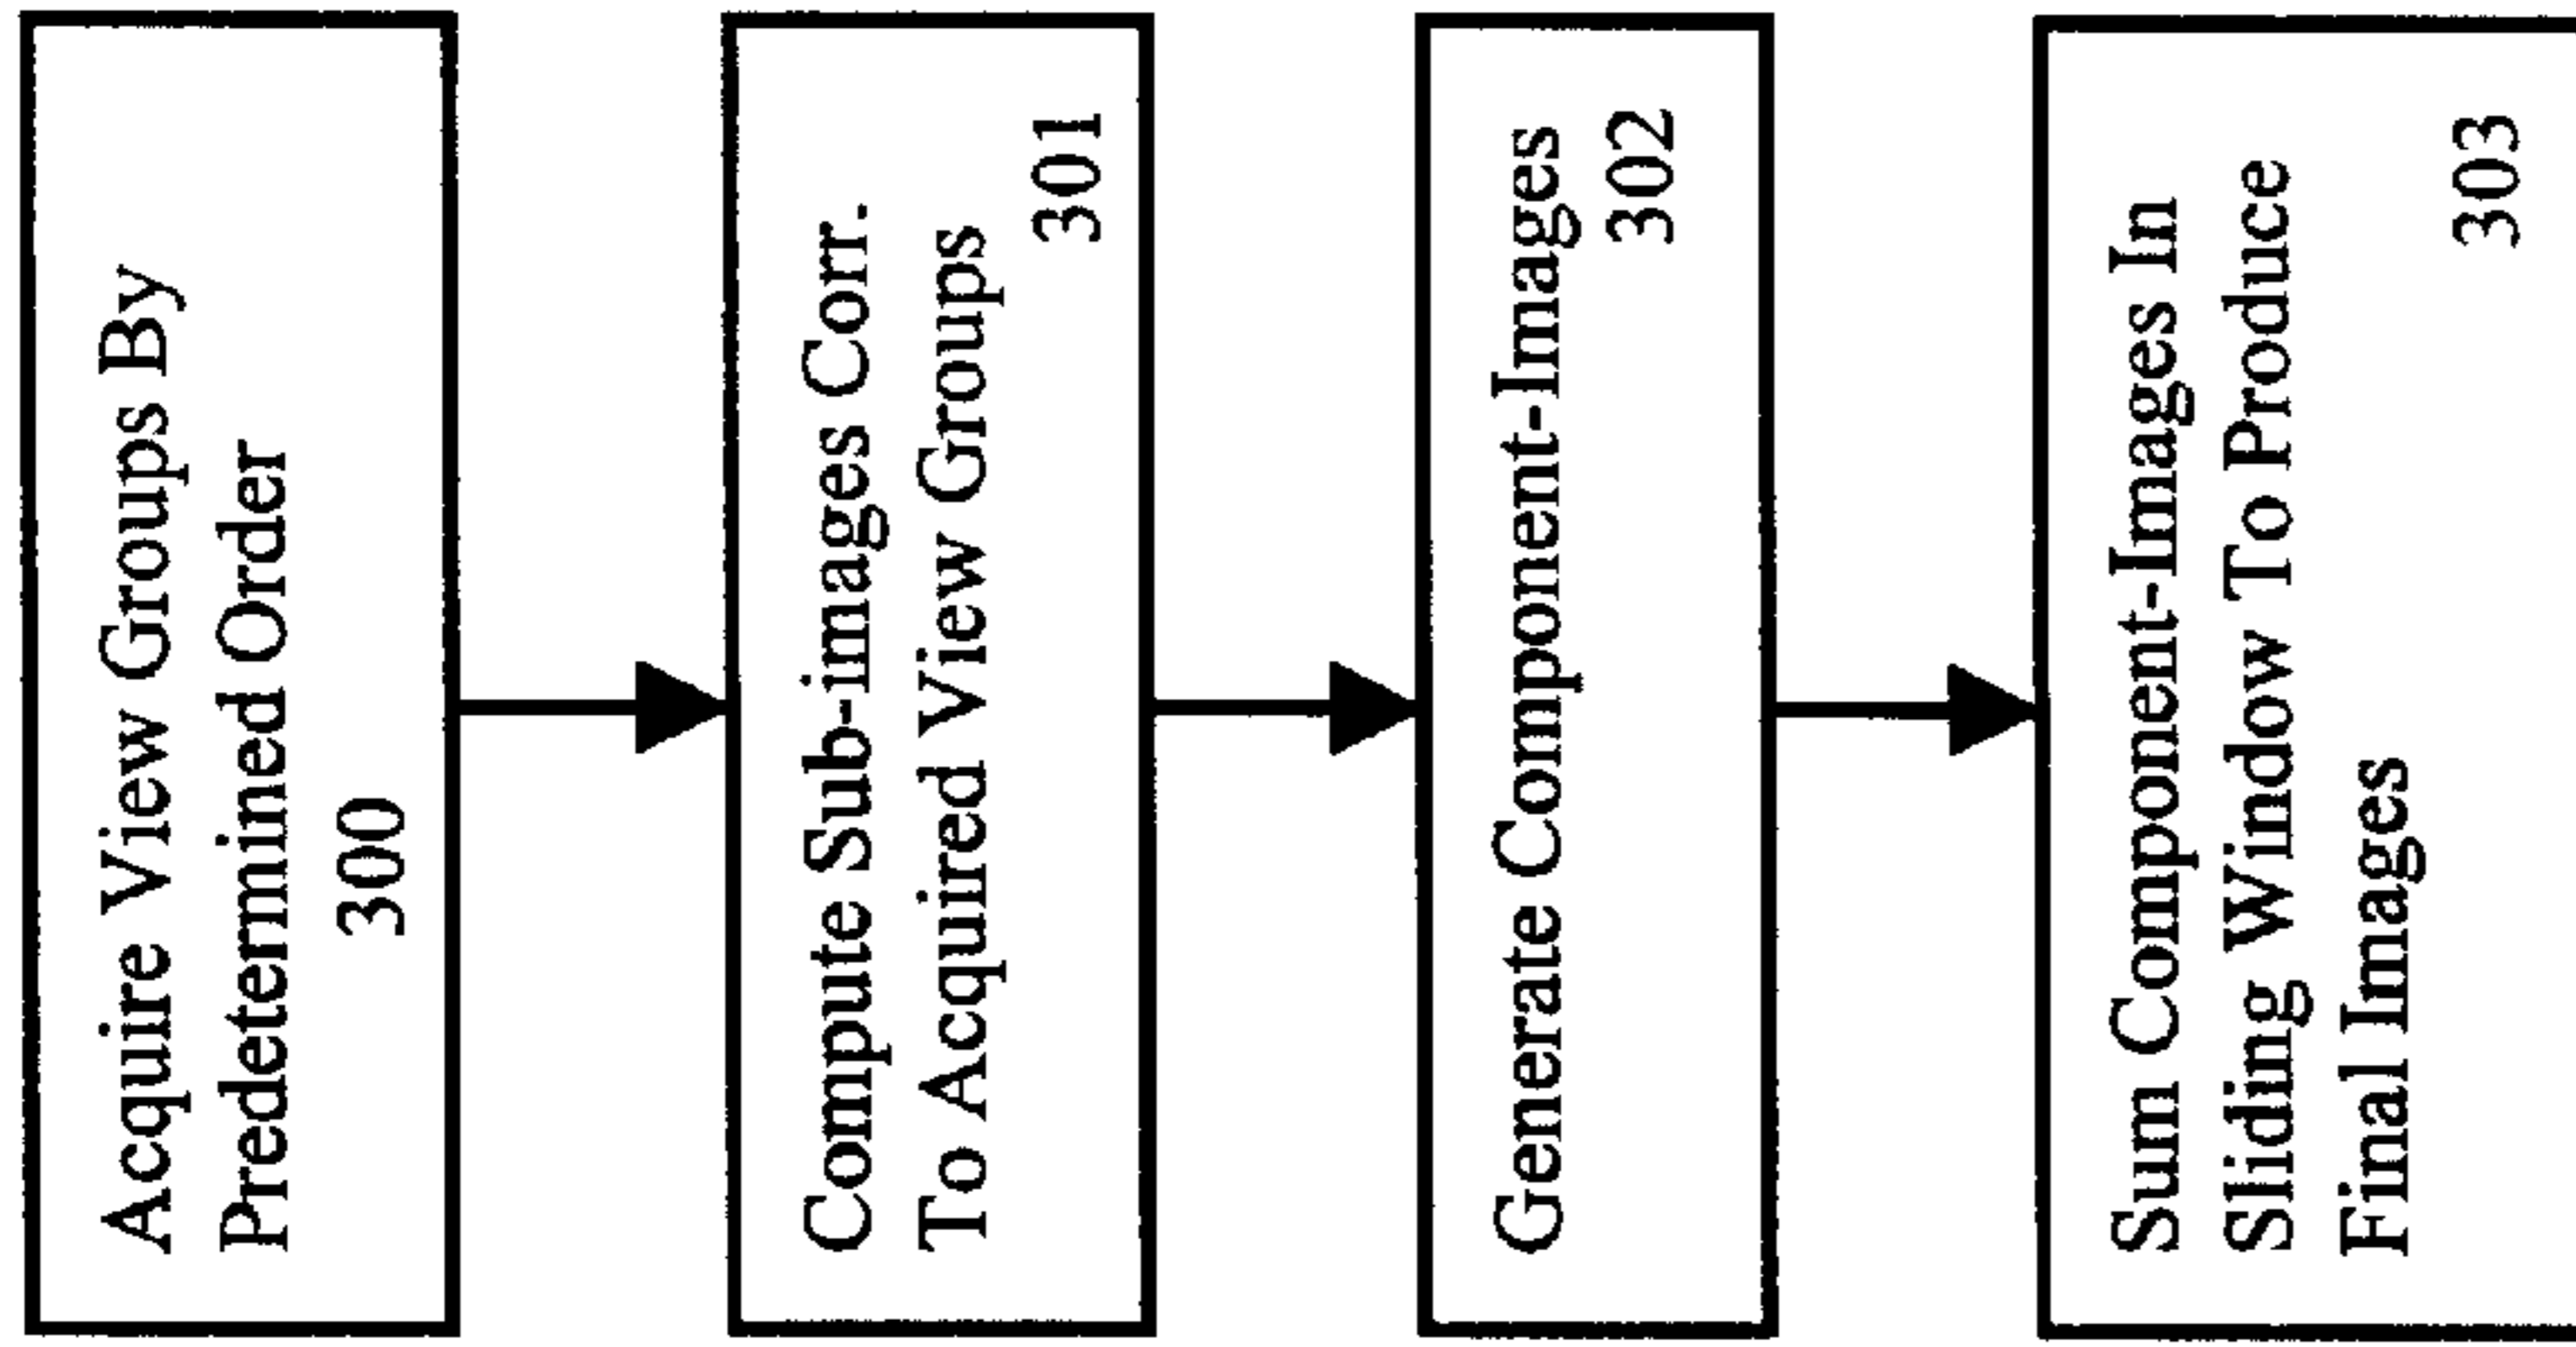 Acquire View Groups By
Predetermined Order
300
Compute Sub-images Corr.
To Acquired View Groups
301
Generate Component-Images
302
Sum Component-Images In
Sliding Window To Produce
Final Images
303